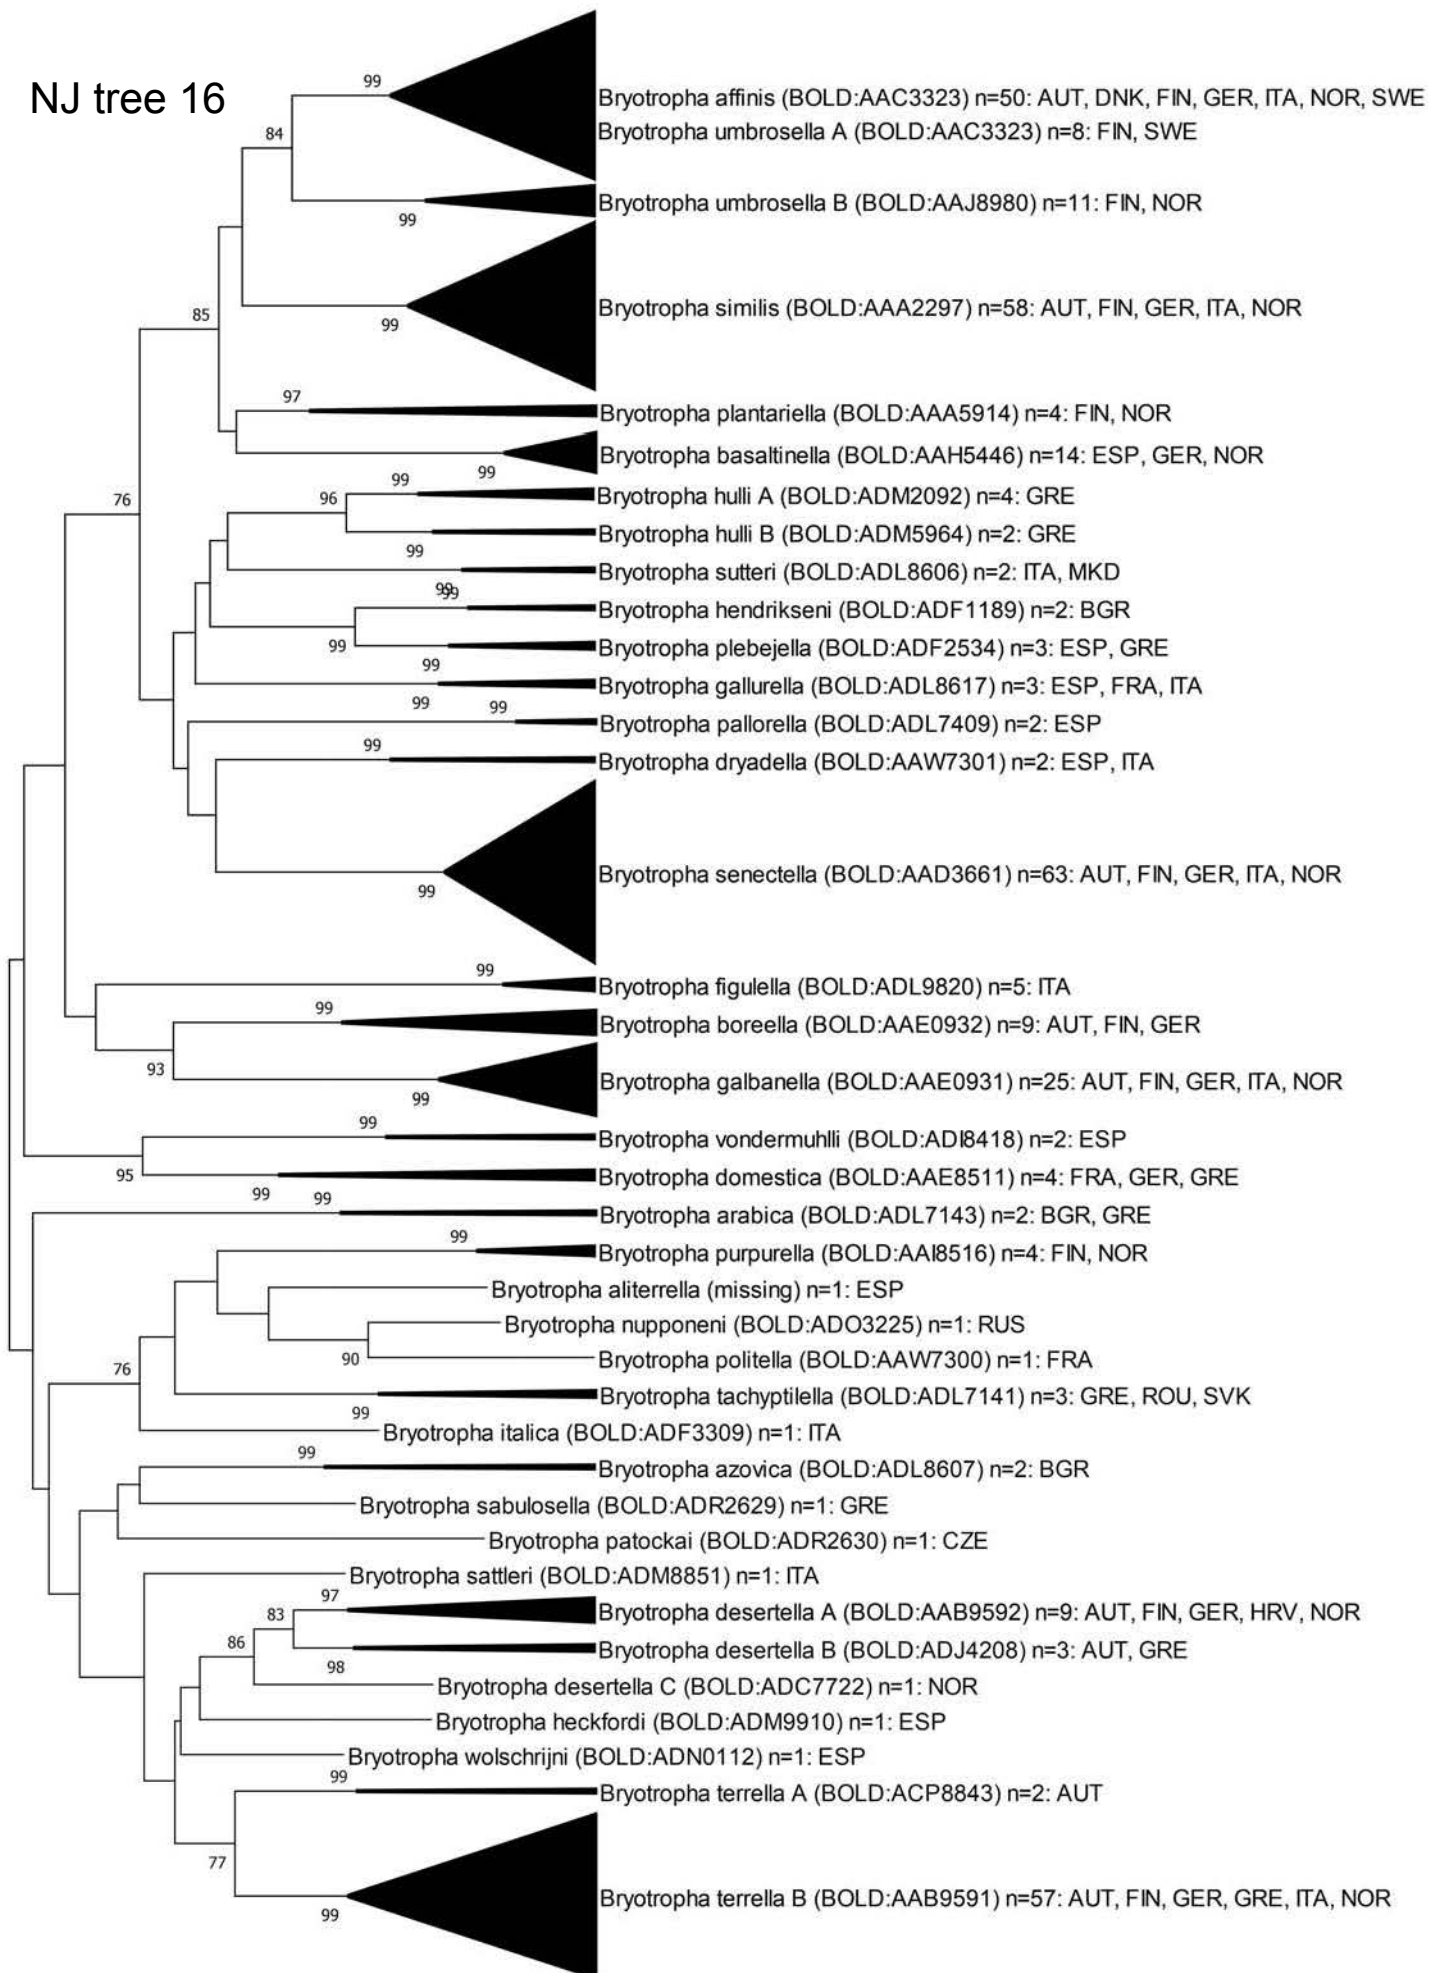 NJ tree 16
99
Bryotropha affinis (BOLD:AAC3323) n=50: AUT, DNK, FIN, GER, ITA, NOR, SWE
84
Bryotropha umbrosella A (BOLD:AAC3323) n=8: FIN, SWE
Bryotropha umbrosella B (BOLD:AAJ8980) n=11: FIN, NOR
99
85
Bryotropha similis (BOLD:AAA2297) n=58: AUT, FIN, GER, ITA, NOR
99
97
Bryotropha plantariella (BOLD:AAA5914) n=4: FIN, NOR
Bryotropha basaltinella (BOLD:AAH5446) n=14: ESP, GER, NOR
99
76
96
99
Bryotropha hulli A (BOLD:ADM2092) n=4: GRE
Bryotropha hulli B (BOLD:ADM5964) n=2: GRE
99
Bryotropha sutteri (BOLD:ADL8606) n=2: ITA, MKD
99
99
Bryotropha hendrikseni (BOLD:ADF1189) n=2: BGR
99
Bryotropha plebejella (BOLD:ADF2534) n=3: ESP, GRE
99
Bryotropha gallurella (BOLD:ADL8617) n=3: ESP, FRA, ITA
99
99
Bryotropha pallorella (BOLD:ADL7409) n=2: ESP
99
Bryotropha dryadella (BOLD:AAW7301) n=2: ESP, ITA
Bryotropha senectella (BOLD:AAD3661) n=63: AUT, FIN, GER, ITA, NOR
99
99
Bryotropha figulella (BOLD:ADL9820) n=5: ITA
99
Bryotropha boreella (BOLD:AAE0932) n=9: AUT, FIN, GER
93
Bryotropha galbanella (BOLD:AAE0931) n=25: AUT, FIN, GER, ITA, NOR
99
99
Bryotropha vondermuhlli (BOLD:ADI8418) n=2: ESP
95
Bryotropha domestica (BOLD:AAE8511) n=4: FRA, GER, GRE
99
99
Bryotropha arabica (BOLD:ADL7143) n=2: BGR, GRE
99
Bryotropha purpurella (BOLD:AAI8516) n=4: FIN, NOR
Bryotropha aliterrella (missing) n=1: ESP
Bryotropha nupponeni (BOLD:ADO3225) n=1: RUS
90
Bryotropha politella (BOLD:AAW7300) n=1: FRA
76
Bryotropha tachyptilella (BOLD:ADL7141) n=3: GRE, ROU, SVK
99
Bryotropha italica (BOLD:ADF3309) n=1: ITA
99
Bryotropha azovica (BOLD:ADL8607) n=2: BGR
Bryotropha sabulosella (BOLD:ADR2629) n=1: GRE
Bryotropha patockai (BOLD:ADR2630) n=1: CZE
Bryotropha sattleri (BOLD:ADM8851) n=1: ITA
97
83
Bryotropha desertella A (BOLD:AAB9592) n=9: AUT, FIN, GER, HRV, NOR
86
Bryotropha desertella B (BOLD:ADJ4208) n=3: AUT, GRE
98
Bryotropha desertella C (BOLD:ADC7722) n=1: NOR
Bryotropha heckfordi (BOLD:ADM9910) n=1: ESP
Bryotropha wolschrijni (BOLD:ADN0112) n=1: ESP
99
Bryotropha terrella A (BOLD:ACP8843) n=2: AUT
77
Bryotropha terrella B (BOLD:AAB9591) n=57: AUT, FIN, GER, GRE, ITA, NOR
99